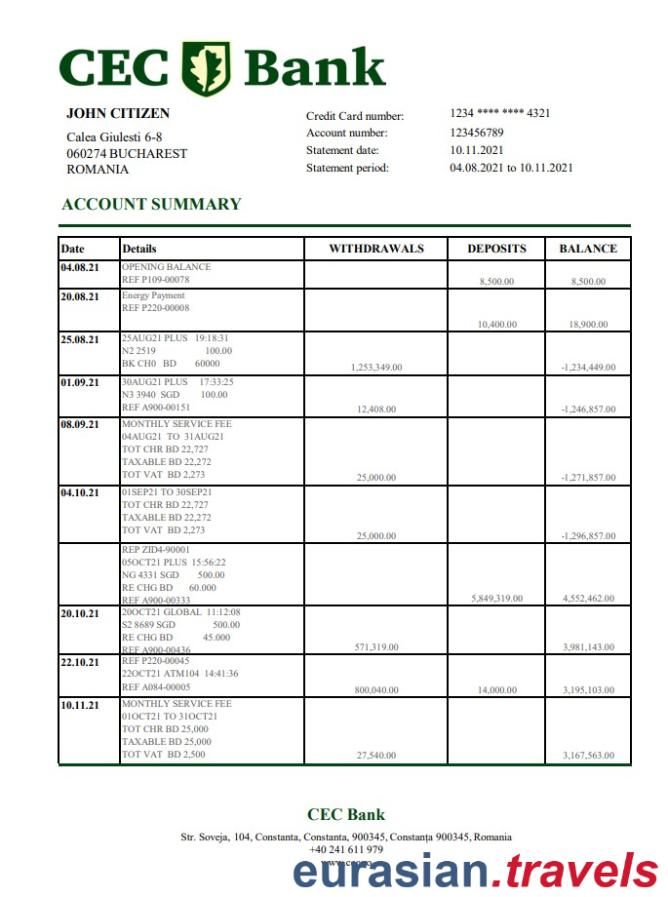 CEC Bank
JOHN CITIZEN
Calea Giulesti 6-8
060274 BUCHAREST
ROMANIA
Credit Card number: 1234 **** **** 4321
Account number: 123456789
Statement date: 10.11.2021
Statement period: 04.08.2021 to 10.11.2021
ACCOUNT SUMMARY
Date Details WITHDRAWALS DEPOSITS BALANCE
04.08.21 OPENING BALANCE
REF P109-00078 8,500.00 8,500.00
20.08.21 Energy Payment
REF P220-00008
10,400.00 18,900.00
25.08.21 25AUG21 PLUS 19:18:31
N2 2519 100.00
BK CH0 BD 60000 1,253,349.00 -1,234,449.00
01.09.21 30AUG21 PLUS 17:33:25
N3 3940 SGD 100.00
REF A900-00151 12,408.00 -1,246,857.00
08.09.21 MONTHLY SERVICE FEE
04AUG21 TO 31AUG21
TOT CHR BD 22,727
TAXABLE BD 22,272
TOT VAT BD 2,273 25,000.00 -1,271,857.00
04.10.21 01SEP21 TO 30SEP21
TOT CHR BD 22,727
TAXABLE BD 22,272
TOT VAT BD 2,273 25,000.00 -1,296,857.00
REP ZID4-90001
05OCT21 PLUS 15:56:22
NG 4331 SGD 500.00
RE CHG BD 60.000
REF A900-00333 5,849,319.00 4,552,462.00
20.10.21 20OCT21 GLOBAL 11:12:08
S2 8689 SGD 500.00
RE CHG BD 45.000
REF A900-00436 571,319.00 3,981,143.00
22.10.21 REF P220-00045
22OCT21 ATM104 14:41:36
REF A084-00005 800,040.00 14,000.00 3,195,103.00
10.11.21 MONTHLY SERVICE FEE
01OCT21 TO 31OCT21
TOT CHR BD 25,000
TAXABLE BD 25,000
TOT VAT BD 2,500 27,540.00 3,167,563.00
CEC Bank
Str. Soveja, 104, Constanta, Constanta, 900345, Constanța 900345, Romania
+40 241 611 979
eurasian.travels